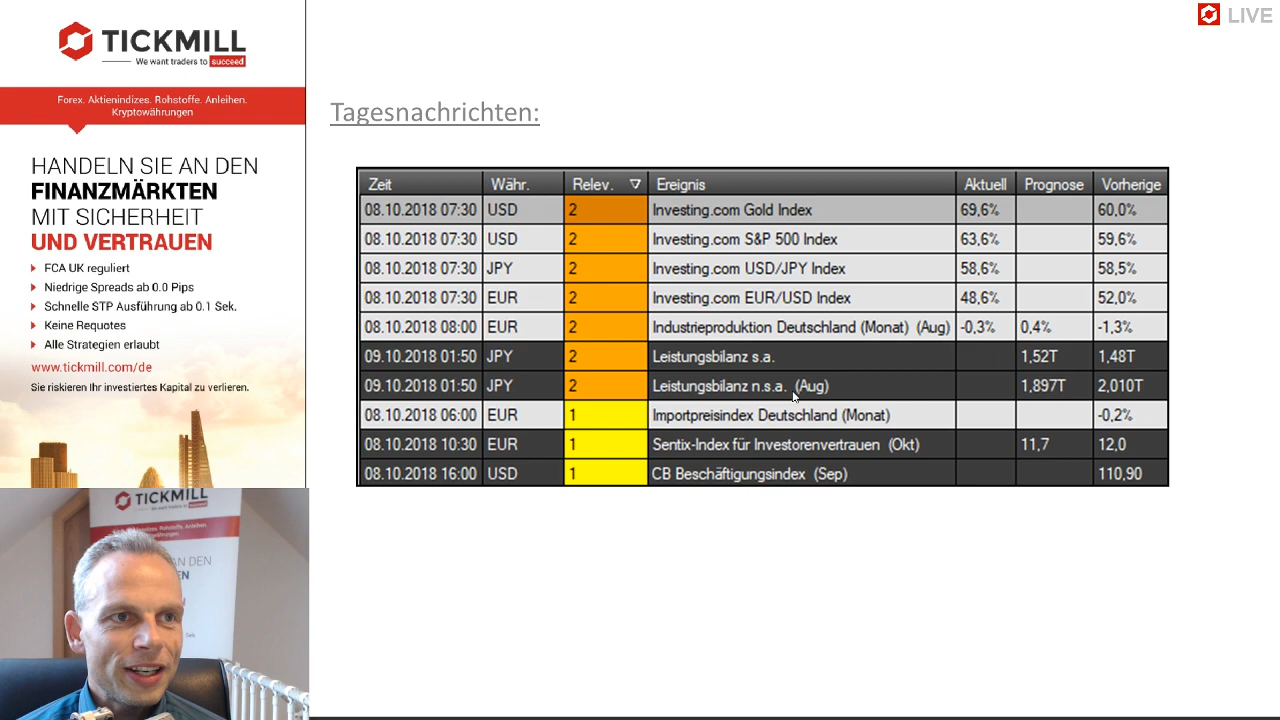 TICKMILL
We want traders to succeed
Forex. Aktienindizes. Rohstoffe. Anleihen.
Kryptowährungen
HANDELN SIE AN DEN
FINANZMÄRKTEN
MIT SICHERHEIT
UND VERTRAUEN
FCA UK reguliert
Niedrige Spreads ab 0.0 Pips
Schnelle STP Ausführung ab 0.1 Sek.
Keine Requotes
Alle Strategien erlaubt
www.tickmill.com/de
Sie riskieren Ihr investiertes Kapital zu verlieren.
LIVE
Tagesnachrichten:
Zeit Währ. Relev. Ereignis Aktuell Prognose Vorherige
08.10.2018 07:30 USD 2 Investing.com Gold Index 69,6% 60,0%
08.10.2018 07:30 USD 2 Investing.com S&P 500 Index 63,6% 59,6%
08.10.2018 07:30 JPY 2 Investing.com USD/JPY Index 58,6% 58,5%
08.10.2018 07:30 EUR 2 Investing.com EUR/USD Index 48,6% 52,0%
08.10.2018 08:00 EUR 2 Industrieproduktion Deutschland (Monat) (Aug) -0,3% 0,4% -1,3%
09.10.2018 01:50 JPY 2 Leistungsbilanz s.a. 1,52T 1,48T
09.10.2018 01:50 JPY 2 Leistungsbilanz n.s.a. (Aug) 1,897T 2,010T
08.10.2018 06:00 EUR 1 Importpreisindex Deutschland (Monat) -0,2%
08.10.2018 10:30 EUR 1 Sentix-Index für Investorenvertrauen (Okt) 11,7 12,0
08.10.2018 16:00 USD 1 CB Beschäftigungsindex (Sep) 110,90
TICKMILL
AN DEN